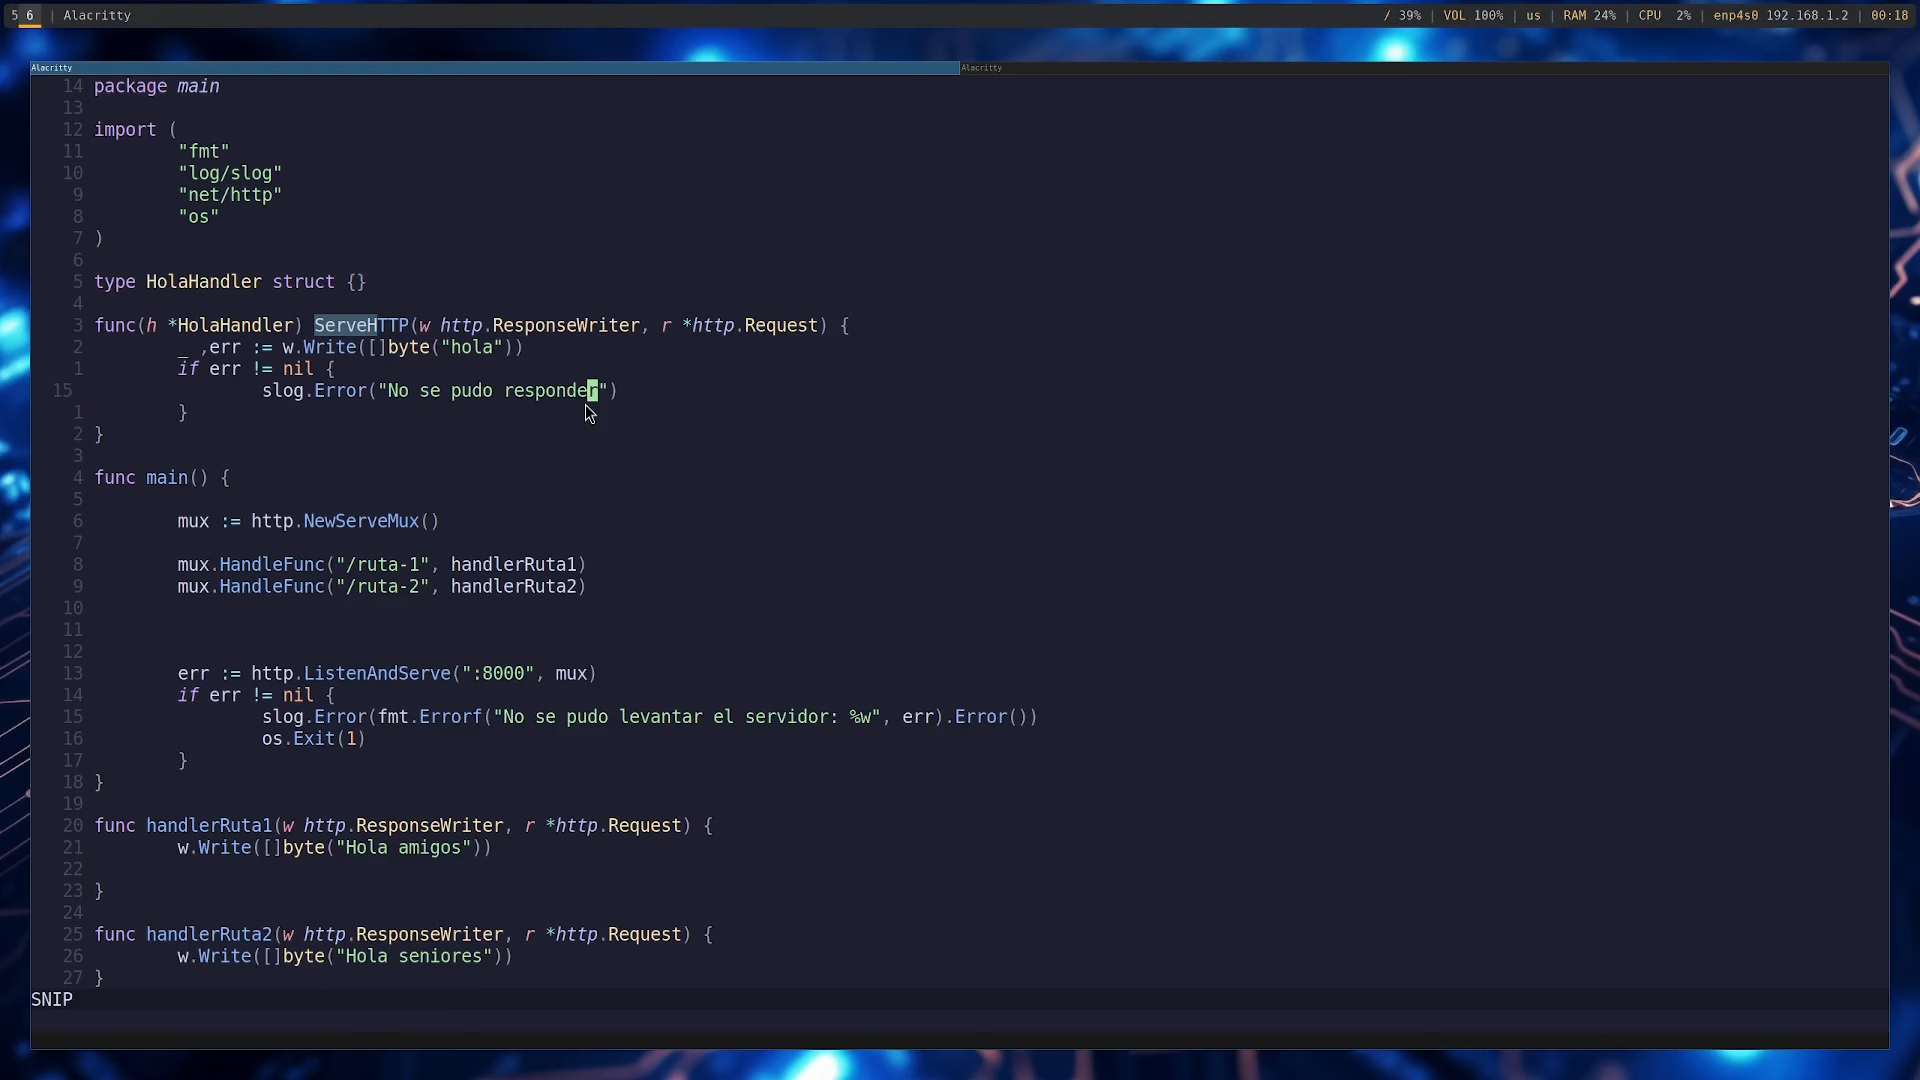 5 6 | Alacritty / 39% | VOL 100% | us | RAM 24% | CPU 2% | enp4s0 192.168.1.2 | 00:18
Alacritty Alacritty
14 package main
13
12 import (
11 "fmt"
10 "log/slog"
9 "net/http"
8 "os"
7 )
6
5 type HolaHandler struct {}
4
3 func(h *HolaHandler) ServeHTTP(w http.ResponseWriter, r *http.Request) {
2 _ ,err := w.Write([]byte("hola"))
1 if err != nil {
15 slog.Error("No se pudo responder")
1 }
2 }
3
4 func main() {
5
6 mux := http.NewServeMux()
7
8 mux.HandleFunc("/ruta-1", handlerRuta1)
9 mux.HandleFunc("/ruta-2", handlerRuta2)
10
11
12
13 err := http.ListenAndServe(":8000", mux)
14 if err != nil {
15 slog.Error(fmt.Errorf("No se pudo levantar el servidor: %w", err).Error())
16 os.Exit(1)
17 }
18 }
19
20 func handlerRuta1(w http.ResponseWriter, r *http.Request) {
21 w.Write([]byte("Hola amigos"))
22
23 }
24
25 func handlerRuta2(w http.ResponseWriter, r *http.Request) {
26 w.Write([]byte("Hola seniores"))
27 }
SNIP